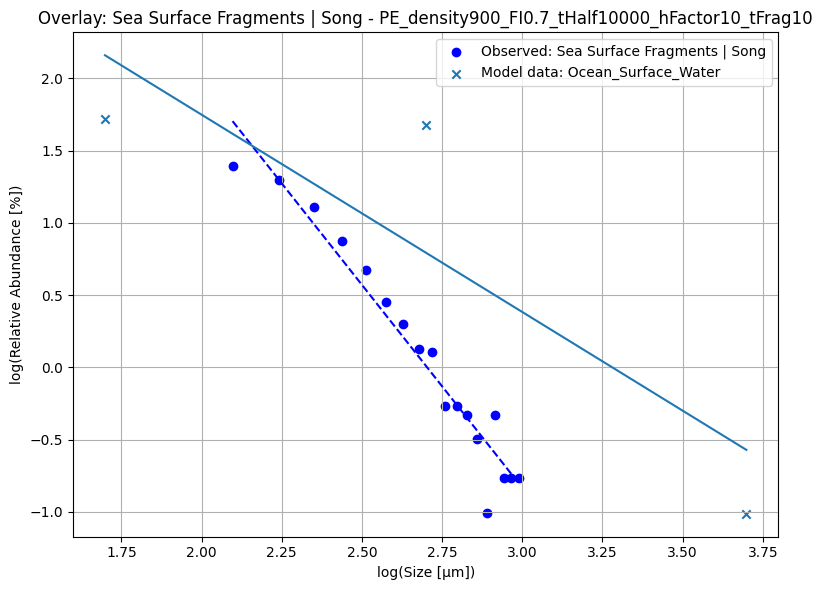 Overlay: Sea Surface Fragments | Song - PE_density900_FI0.7_tHalf10000_hFactor10_tFrag10
Observed: Sea Surface Fragments | Song
Model data: Ocean_Surface_Water
log(Relative Abundance [%])
2.0
1.5
1.0
0.5
0.0
−0.5
−1.0
1.75 2.00 2.25 2.50 2.75 3.00 3.25 3.50 3.75
log(Size [μm])